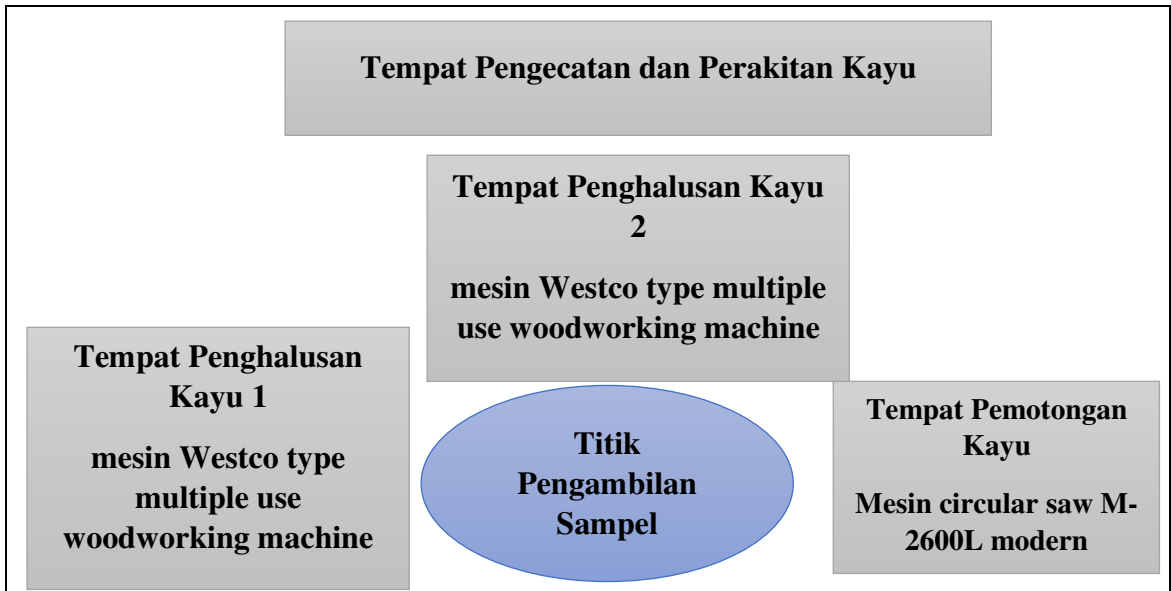 Tempat Pengecatan dan Perakitan Kayu
Tempat Penghalusan Kayu
2
mesin Westco type multiple
use woodworking machine
Tempat Penghalusan
Kayu 1
mesin Westco type
multiple use
woodworking machine
Titik
Pengambilan
Sampel
Tempat Pemotongan
Kayu
Mesin circular saw M-
2600L modern